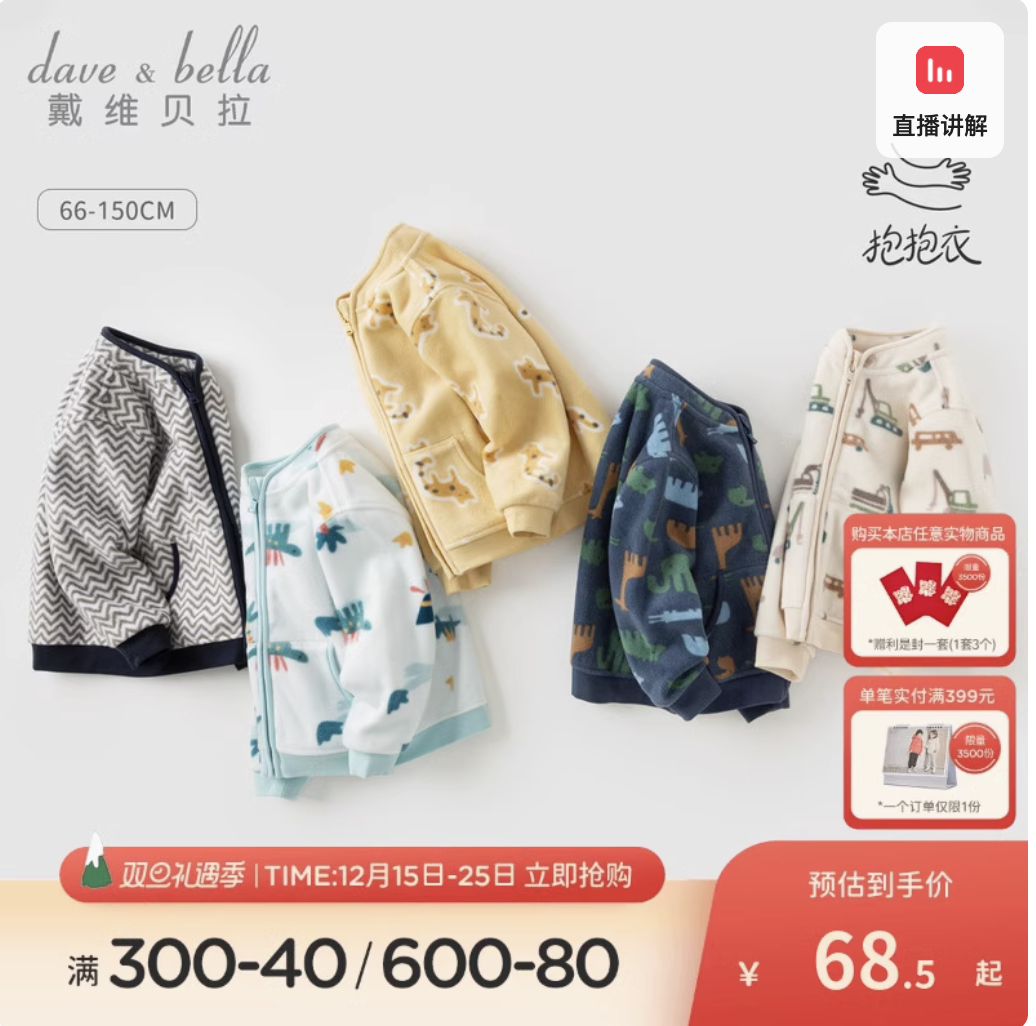 dave & bella
戴维贝拉
直播讲解
66-150CM
抱抱衣
购买本店任意实物商品
限量
3500份
*赠利是封一套(1套3个)
单笔实付满399元
限量
3500份
*一个订单仅限1份
双旦礼遇季|TIME:12月15日-25日 立即抢购
预估到手价
满300-40/600-80
¥68.5起